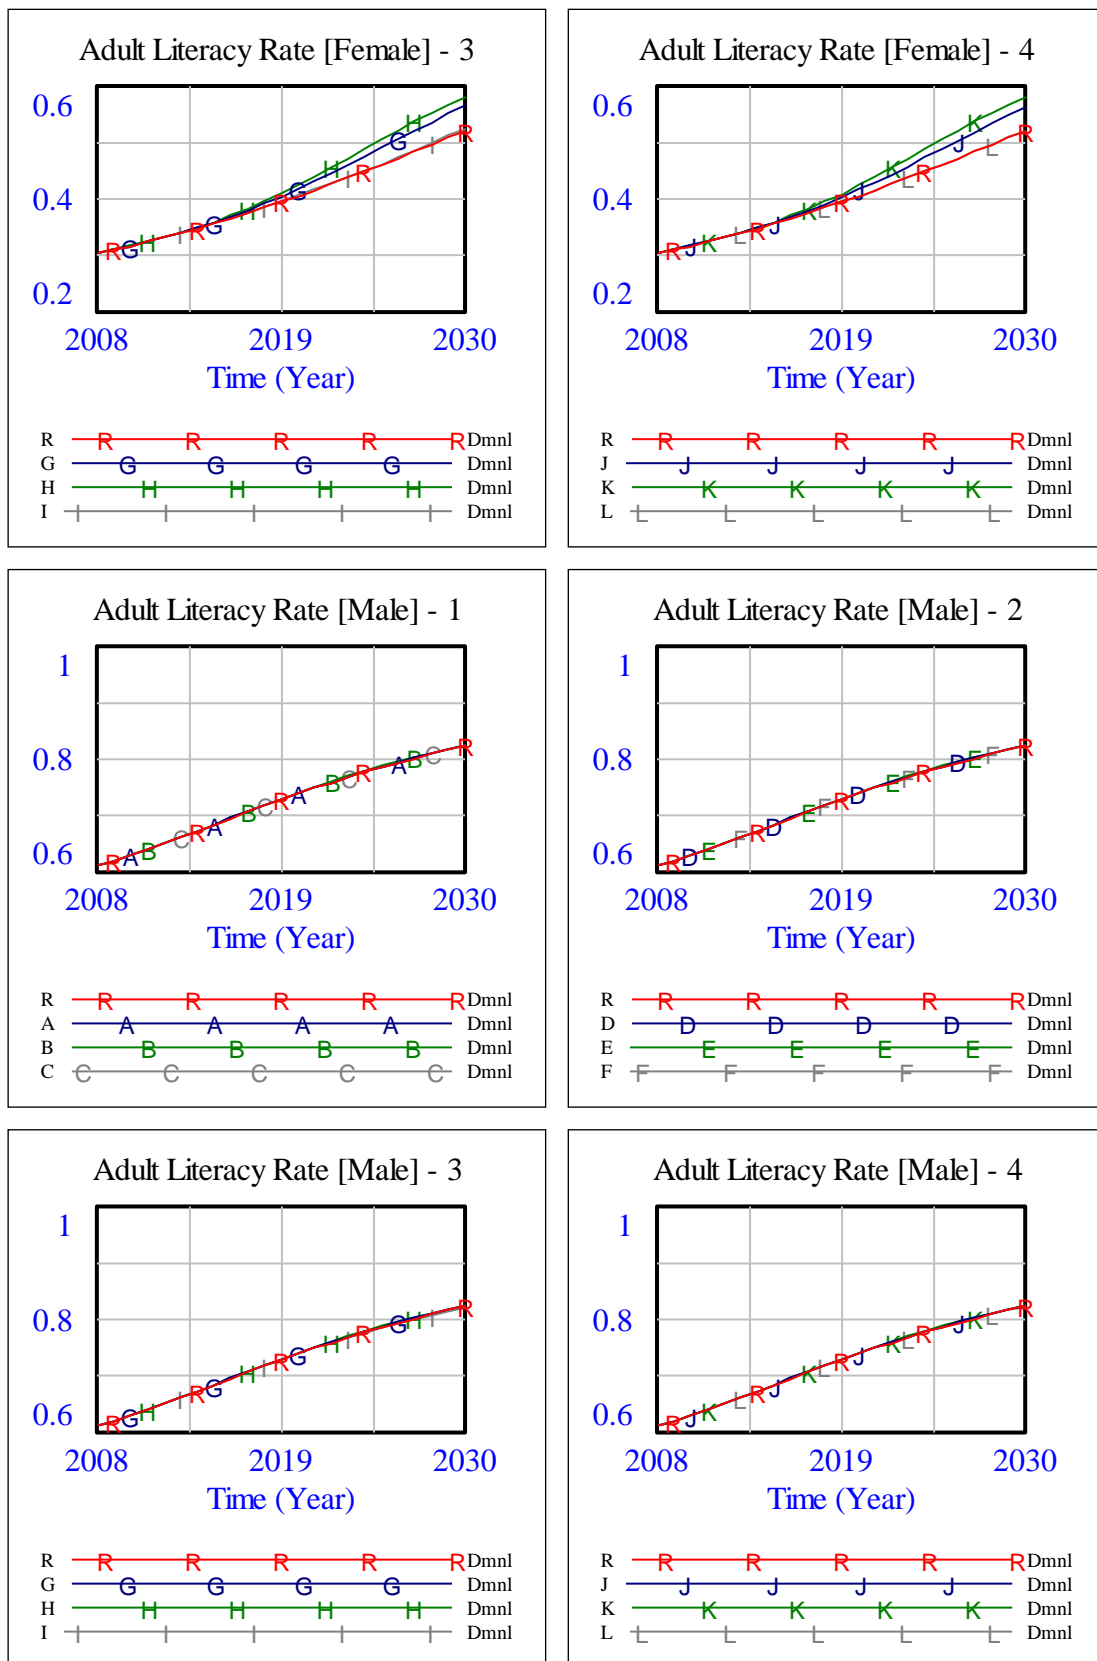 Adult Literacy Rate [Female] - 3
0.6
0.4
0.2
2008 2019 2030
Time (Year)
R R R R R R Dmnl
G G G G G Dmnl
H H H H H Dmnl
I I I I I I Dmnl
Adult Literacy Rate [Female] - 4
0.6
0.4
0.2
2008 2019 2030
Time (Year)
R R R R R R Dmnl
J J J J J Dmnl
K K K K K Dmnl
L L L L L L Dmnl
Adult Literacy Rate [Male] - 1
1
0.8
0.6
2008 2019 2030
Time (Year)
R R R R R R Dmnl
A A A A A Dmnl
B B B B B Dmnl
C C C C C C Dmnl
Adult Literacy Rate [Male] - 2
1
0.8
0.6
2008 2019 2030
Time (Year)
R R R R R R Dmnl
D D D D D Dmnl
E E E E E Dmnl
F F F F F F Dmnl
Adult Literacy Rate [Male] - 3
1
0.8
0.6
2008 2019 2030
Time (Year)
R R R R R R Dmnl
G G G G G Dmnl
H H H H H Dmnl
I I I I I I Dmnl
Adult Literacy Rate [Male] - 4
1
0.8
0.6
2008 2019 2030
Time (Year)
R R R R R R Dmnl
J J J J J Dmnl
K K K K K Dmnl
L L L L L L Dmnl